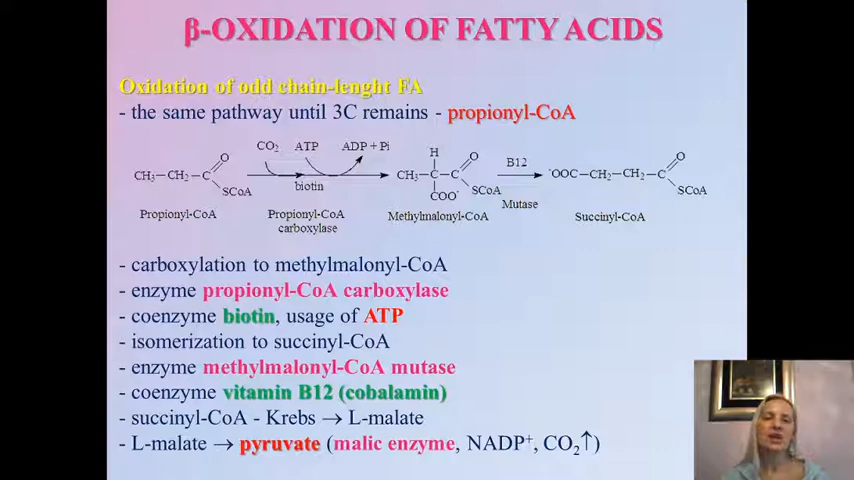 β-OXIDATION OF FATTY ACIDS
Oxidation of odd chain-lenght FA
- the same pathway until 3C remains - propionyl-CoA
CO₂ ATP ADP + Pi
CH₃-CH₂-C O SCoA
biotin
CH₃-C-C H O SCoA COO⁻
B12
Mutase
⁻OOC-CH₂-CH₂-C O SCoA
Propionyl-CoA
Propionyl-CoA
carboxylase
Methylmalonyl-CoA
Succinyl-CoA
- carboxylation to methylmalonyl-CoA
- enzyme propionyl-CoA carboxylase
- coenzyme biotin, usage of ATP
- isomerization to succinyl-CoA
- enzyme methylmalonyl-CoA mutase
- coenzyme vitamin B12 (cobalamin)
- succinyl-CoA - Krebs → L-malate
- L-malate → pyruvate (malic enzyme, NADP⁺, CO₂↑)